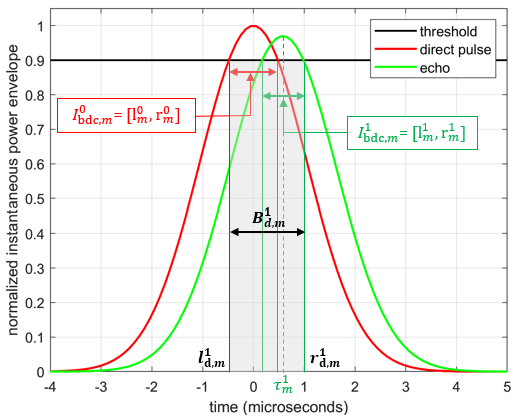 threshold
direct pulse
echo
I⁰bdc,m = [l⁰m, r⁰m]
I¹bdc,m = [l¹m, r¹m]
B¹d,m
l¹d,m
r¹d,m
τ¹m
normalized instantaneous power envelope
1
0.9
0.8
0.7
0.6
0.5
0.4
0.3
0.2
0.1
0
-4 -3 -2 -1 0 1 2 3 4 5
time (microseconds)